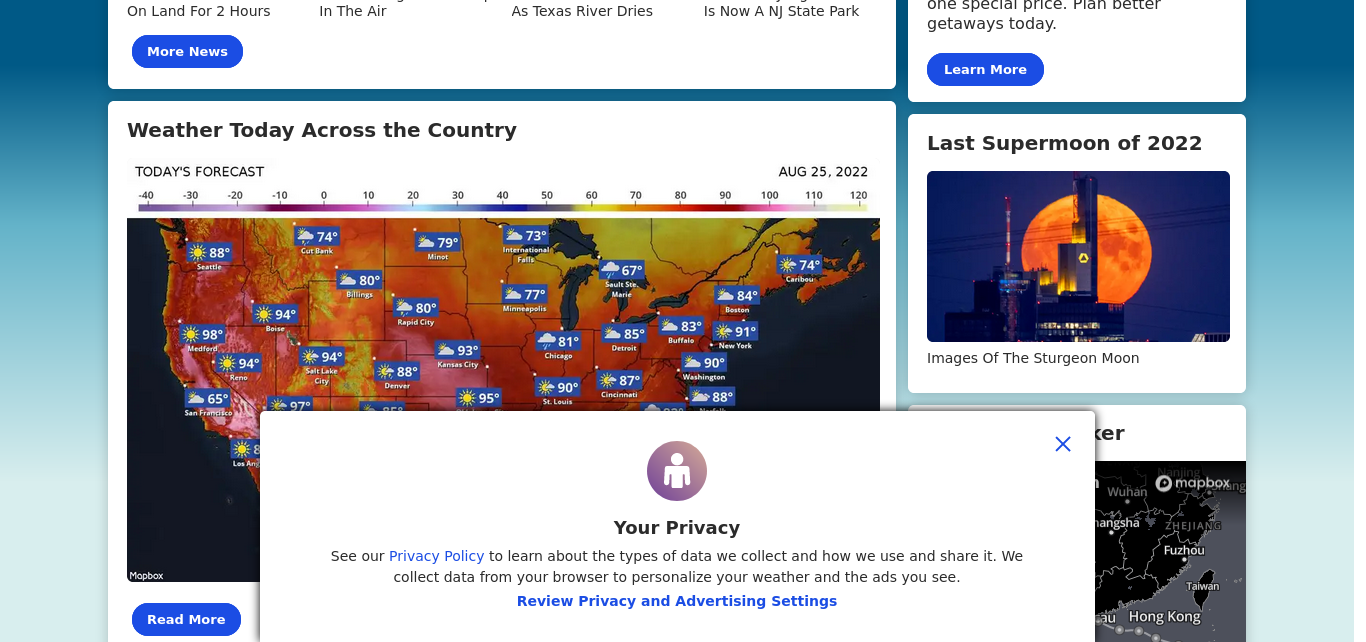 On Land For 2 Hours
In The Air
As Texas River Dries
Is Now A NJ State Park
More News
one special price. Plan better
getaways today.
Learn More
Weather Today Across the Country
TODAY'S FORECAST
AUG 25, 2022
-40 -30 -20 -10 0 10 20 30 40 50 60 70 80 90 100 110 120
88°
Seattle
74°
Cut Bank
79°
Minot
73°
International
Falls
67°
Sault Ste.
Marie
74°
Caribou
80°
Billings
94°
Boise
80°
Rapid City
77°
Minneapolis
84°
Boston
98°
Medford
94°
Reno
94°
Salt Lake
City
88°
Denver
93°
Kansas City
81°
Chicago
85°
Detroit
83°
Buffalo
91°
New York
90°
Washington
65°
San Francisco
97°
95°
90°
St. Louis
87°
Cincinnati
88°
Los An
Mapbox
Read More
Last Supermoon of 2022
Images Of The Sturgeon Moon
ker
Nanjing
mapbox
Wuhan
angsha
ZHEJIANG
Fuzhou
Taiwan
Hong Kong
Your Privacy
See our Privacy Policy to learn about the types of data we collect and how we use and share it. We
collect data from your browser to personalize your weather and the ads you see.
Review Privacy and Advertising Settings